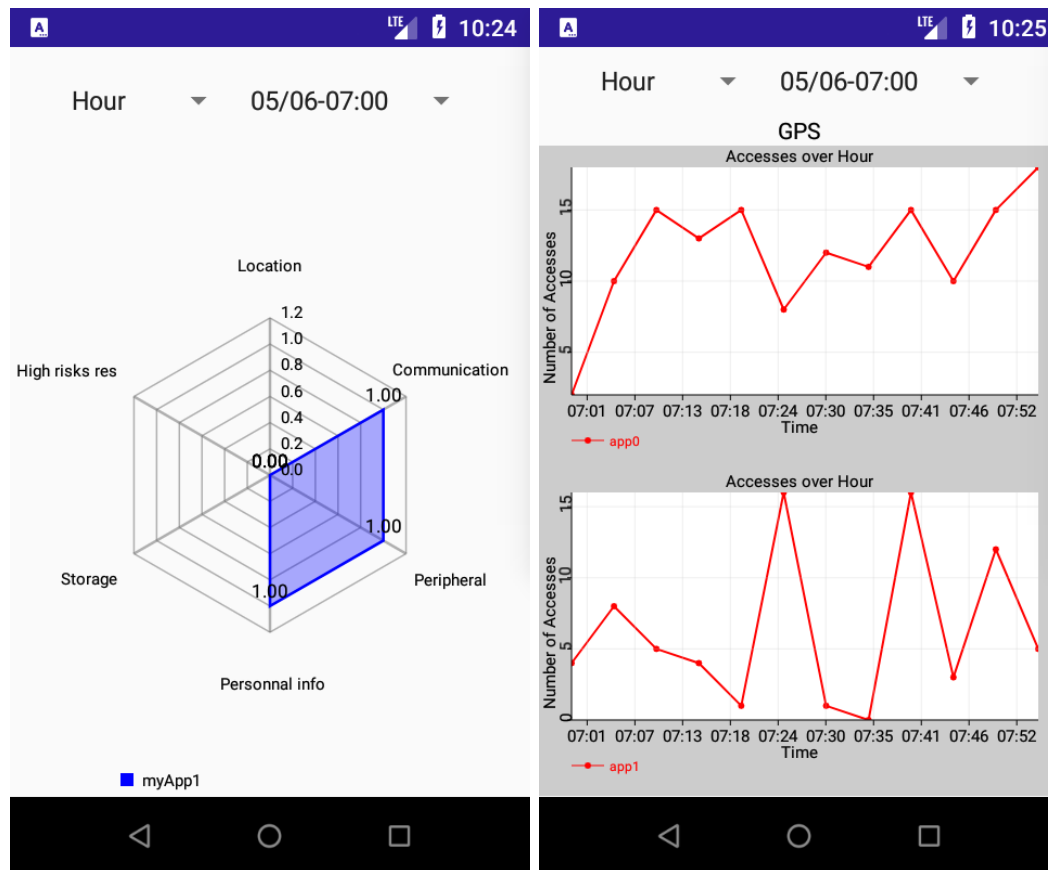 A
LTE 10:24
Hour 05/06-07:00
Location
1.2
1.0
0.8
0.6
0.4
0.2
0.0
High risks res
Communication
1.00
0.00
1.00
1.00
Storage
Peripheral
Personnal info
myApp1
A
LTE 10:25
Hour 05/06-07:00
GPS
Accesses over Hour
Number of Accesses
15
10
5
07:01 07:07 07:13 07:18 07:24 07:30 07:35 07:41 07:46 07:52
Time
app0
Accesses over Hour
Number of Accesses
15
10
5
0
07:01 07:07 07:13 07:18 07:24 07:30 07:35 07:41 07:46 07:52
Time
app1